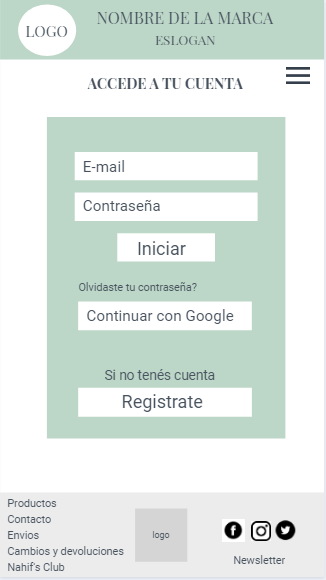 LOGO
NOMBRE DE LA MARCA
ESLOGAN
ACCEDE A TU CUENTA
E-mail
Contraseña
Iniciar
Olvidaste tu contraseña?
Continuar con Google
Si no tenés cuenta
Registrate
Productos
Contacto
Envios
Cambios y devoluciones
Nahif's Club
logo
Newsletter